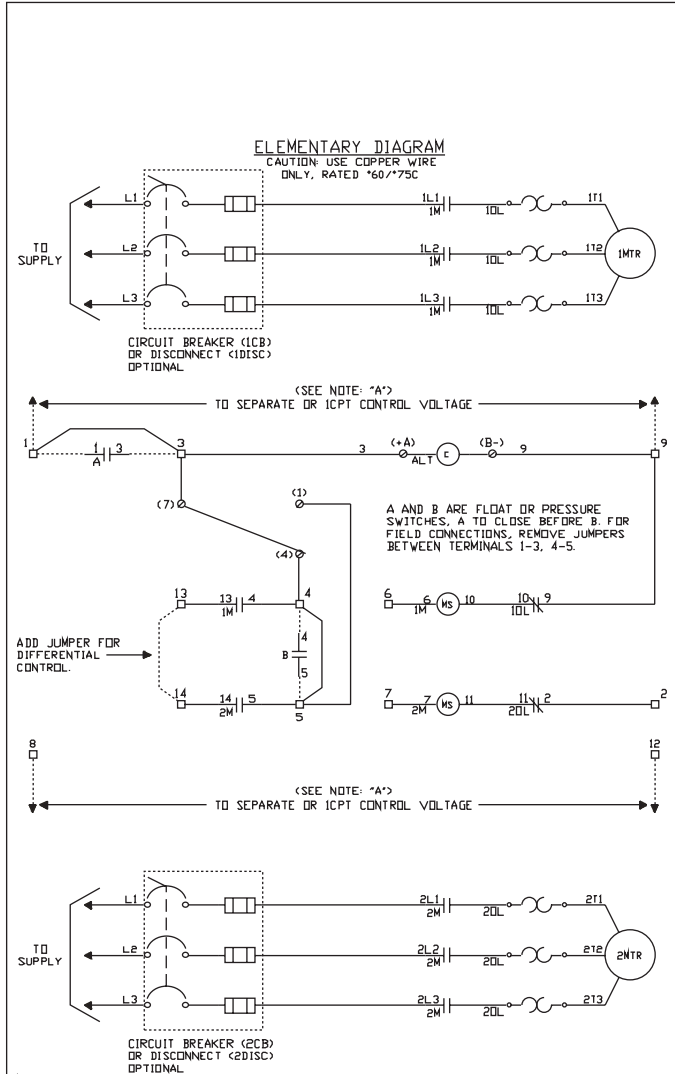 ELEMENTARY DIAGRAM
CAUTION: USE COPPER WIRE
ONLY, RATED °60/°75C
L1 1L1 1T1
1M 1OL
TO
SUPPLY
L2 1L2 1T2
1M 1OL
1MTR
L3 1L3 1T3
1M 1OL
CIRCUIT BREAKER (1CB)
OR DISCONNECT (1DISC)
OPTIONAL
(SEE NOTE: "A")
TO SEPARATE OR 1CPT CONTROL VOLTAGE
1 1 3 3 3 (+A) (B-) 9 9
A ALT C
(7) (1)
A AND B ARE FLOAT OR PRESSURE
SWITCHES, A TO CLOSE BEFORE B. FOR
FIELD CONNECTIONS, REMOVE JUMPERS
BETWEEN TERMINALS 1-3, 4-5.
(4)
13 13 4 4 6 6 MS 10 10 9
1M 1M 1OL
ADD JUMPER FOR
DIFFERENTIAL
CONTROL.
4
B
5
14 14 5 5 7 7 MS 11 11 2 2
2M 2M 2OL
8 12
(SEE NOTE: "A")
TO SEPARATE OR 1CPT CONTROL VOLTAGE
L1 2L1 2T1
2M 2OL
TO
SUPPLY
L2 2L2 2T2
2M 2OL
2MTR
L3 2L3 2T3
2M 2OL
CIRCUIT BREAKER (2CB)
OR DISCONNECT (2DISC)
OPTIONAL